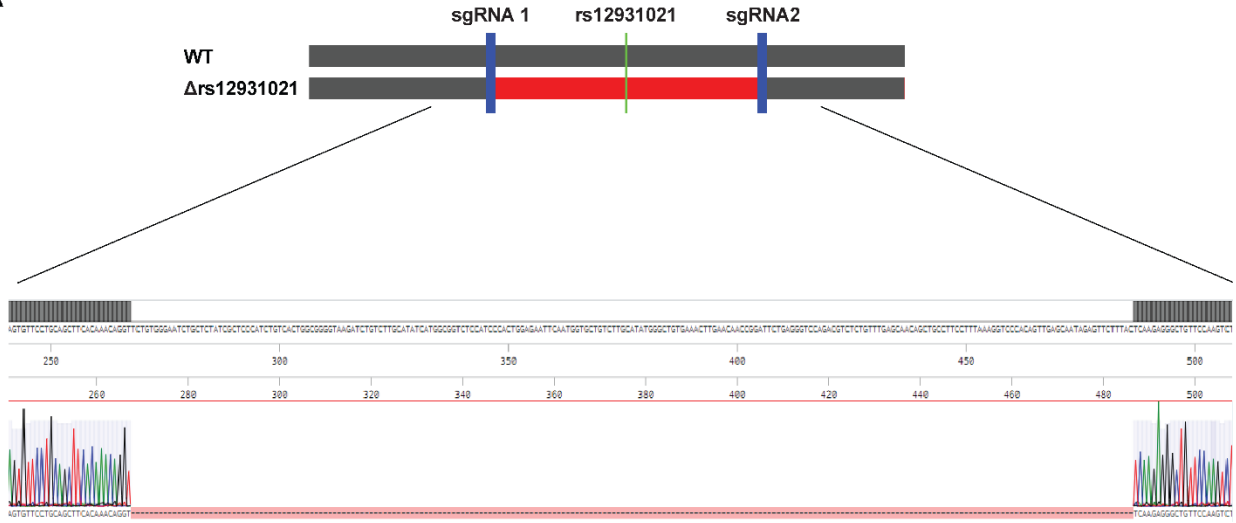 sgRNA 1 rs12931021 sgRNA2
WT
Δrs12931021
AGTGTTCCTGCAGCTTCACAAACAGGTTCTGTGGGAATCTGCTCTATCGCTCCCATCTGTCACTGGCGGGGTAAGATCTGTCTTGCATATCATGGCGGTCTCCATCCCACTGGAGAATTCAATGGTGCTGTCTTGCATATGGGCTGTGAAACTTGAACAACCGGATTCTGAGGGTCCAGACGTCTCTGTTTGAGCAACAGCTGCCTTCCTTTAAAGGTCCCACAGTTGAGCAATAGAGTTCTTTACTCAAGAGGGCTGTTCCAAGTCT
250 300 350 400 450 500
260 300 320 340 360 380 400 420 440 460 480 500
AGTGTTCCTGCAGCTTCACAAACAGGT TCAAGAGGGCTGTTCCAAGTCT